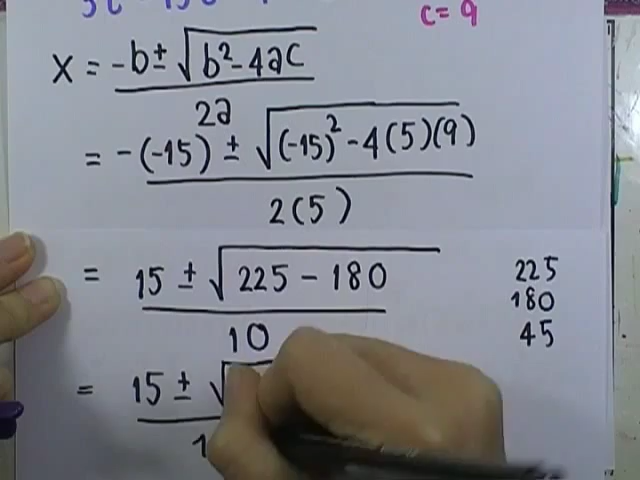 c = 9
x = -b ± √b² - 4ac
2a
= -(-15) ± √(-15)² - 4(5)(9)
2(5)
= 15 ± √225 - 180
10
225
180
45
= 15 ± √